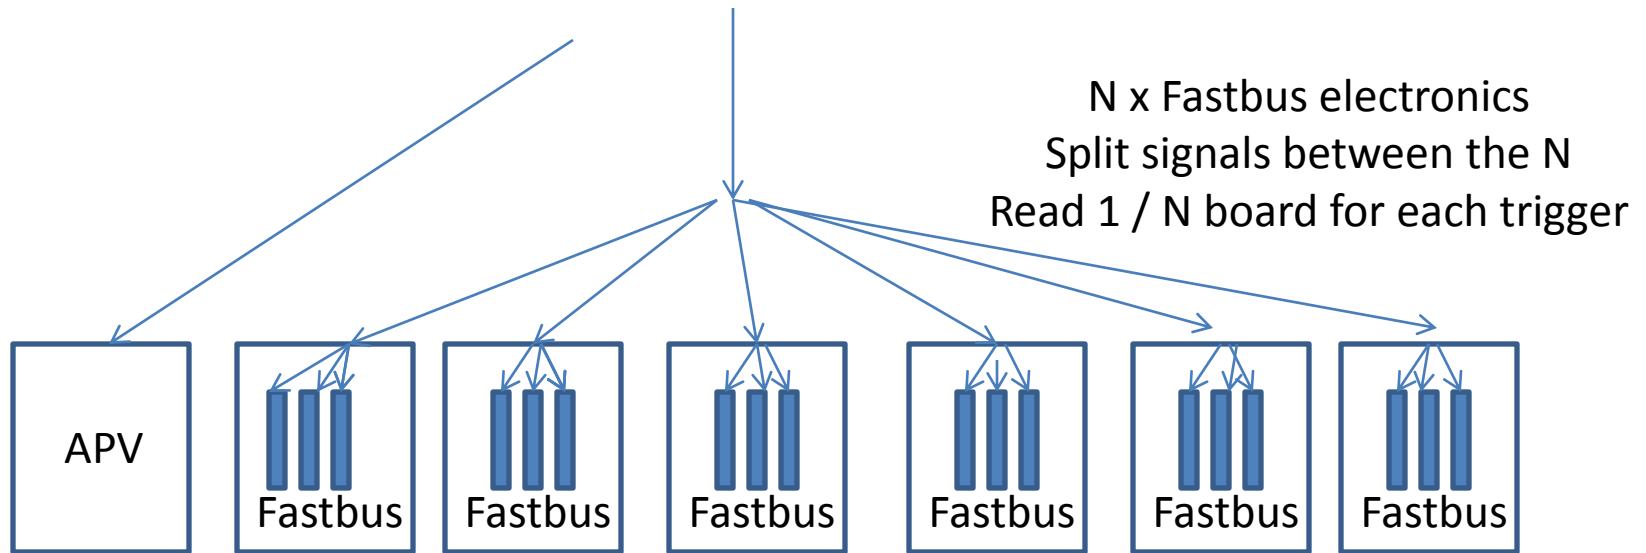 N x Fastbus electronics
Split signals between the N
Read 1 / N board for each trigger
APV
Fastbus
Fastbus
Fastbus
Fastbus
Fastbus
Fastbus